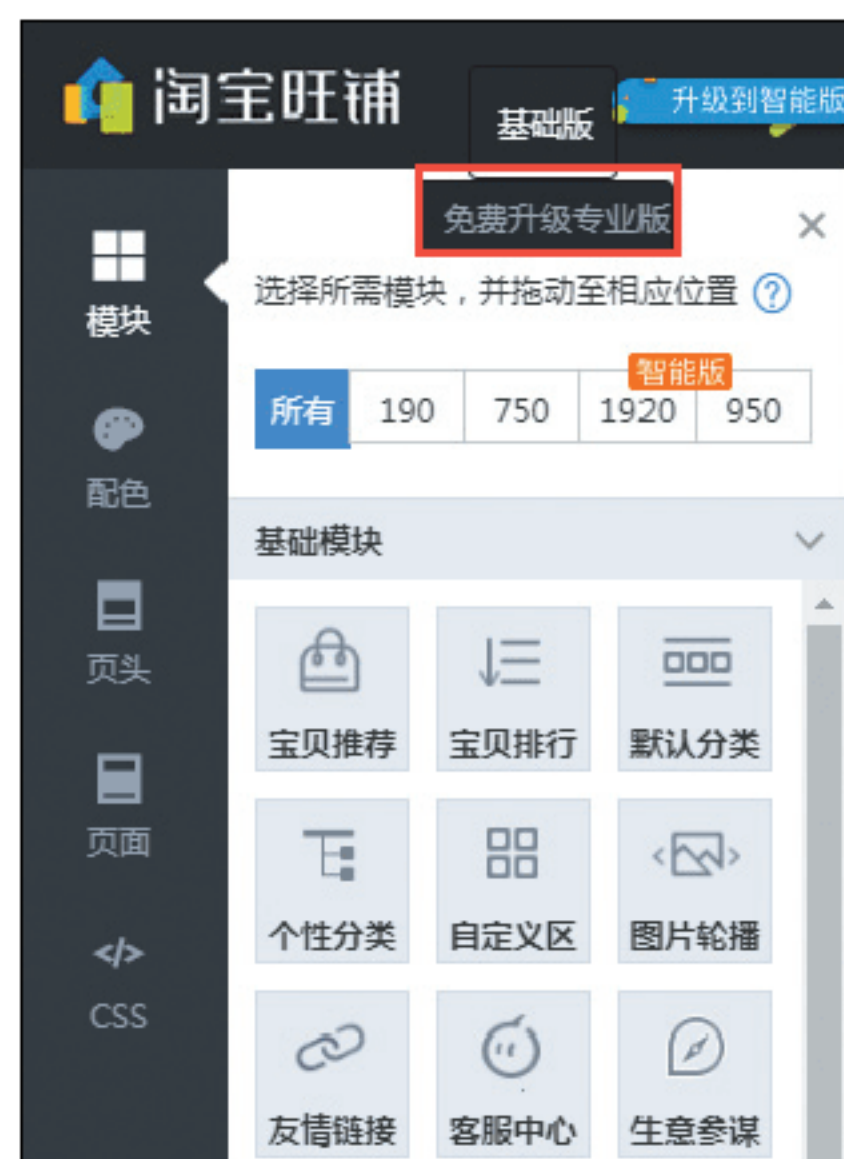 淘宝旺铺
基础版
升级到智能版
免费升级专业版
×
模块
选择所需模块，并拖动至相应位置 ?
智能版
所有 190 750 1920 950
配色
基础模块
页头
宝贝推荐 宝贝排行 默认分类
页面
个性分类 自定义区 图片轮播
</>
CSS
友情链接 客服中心 生意参谋